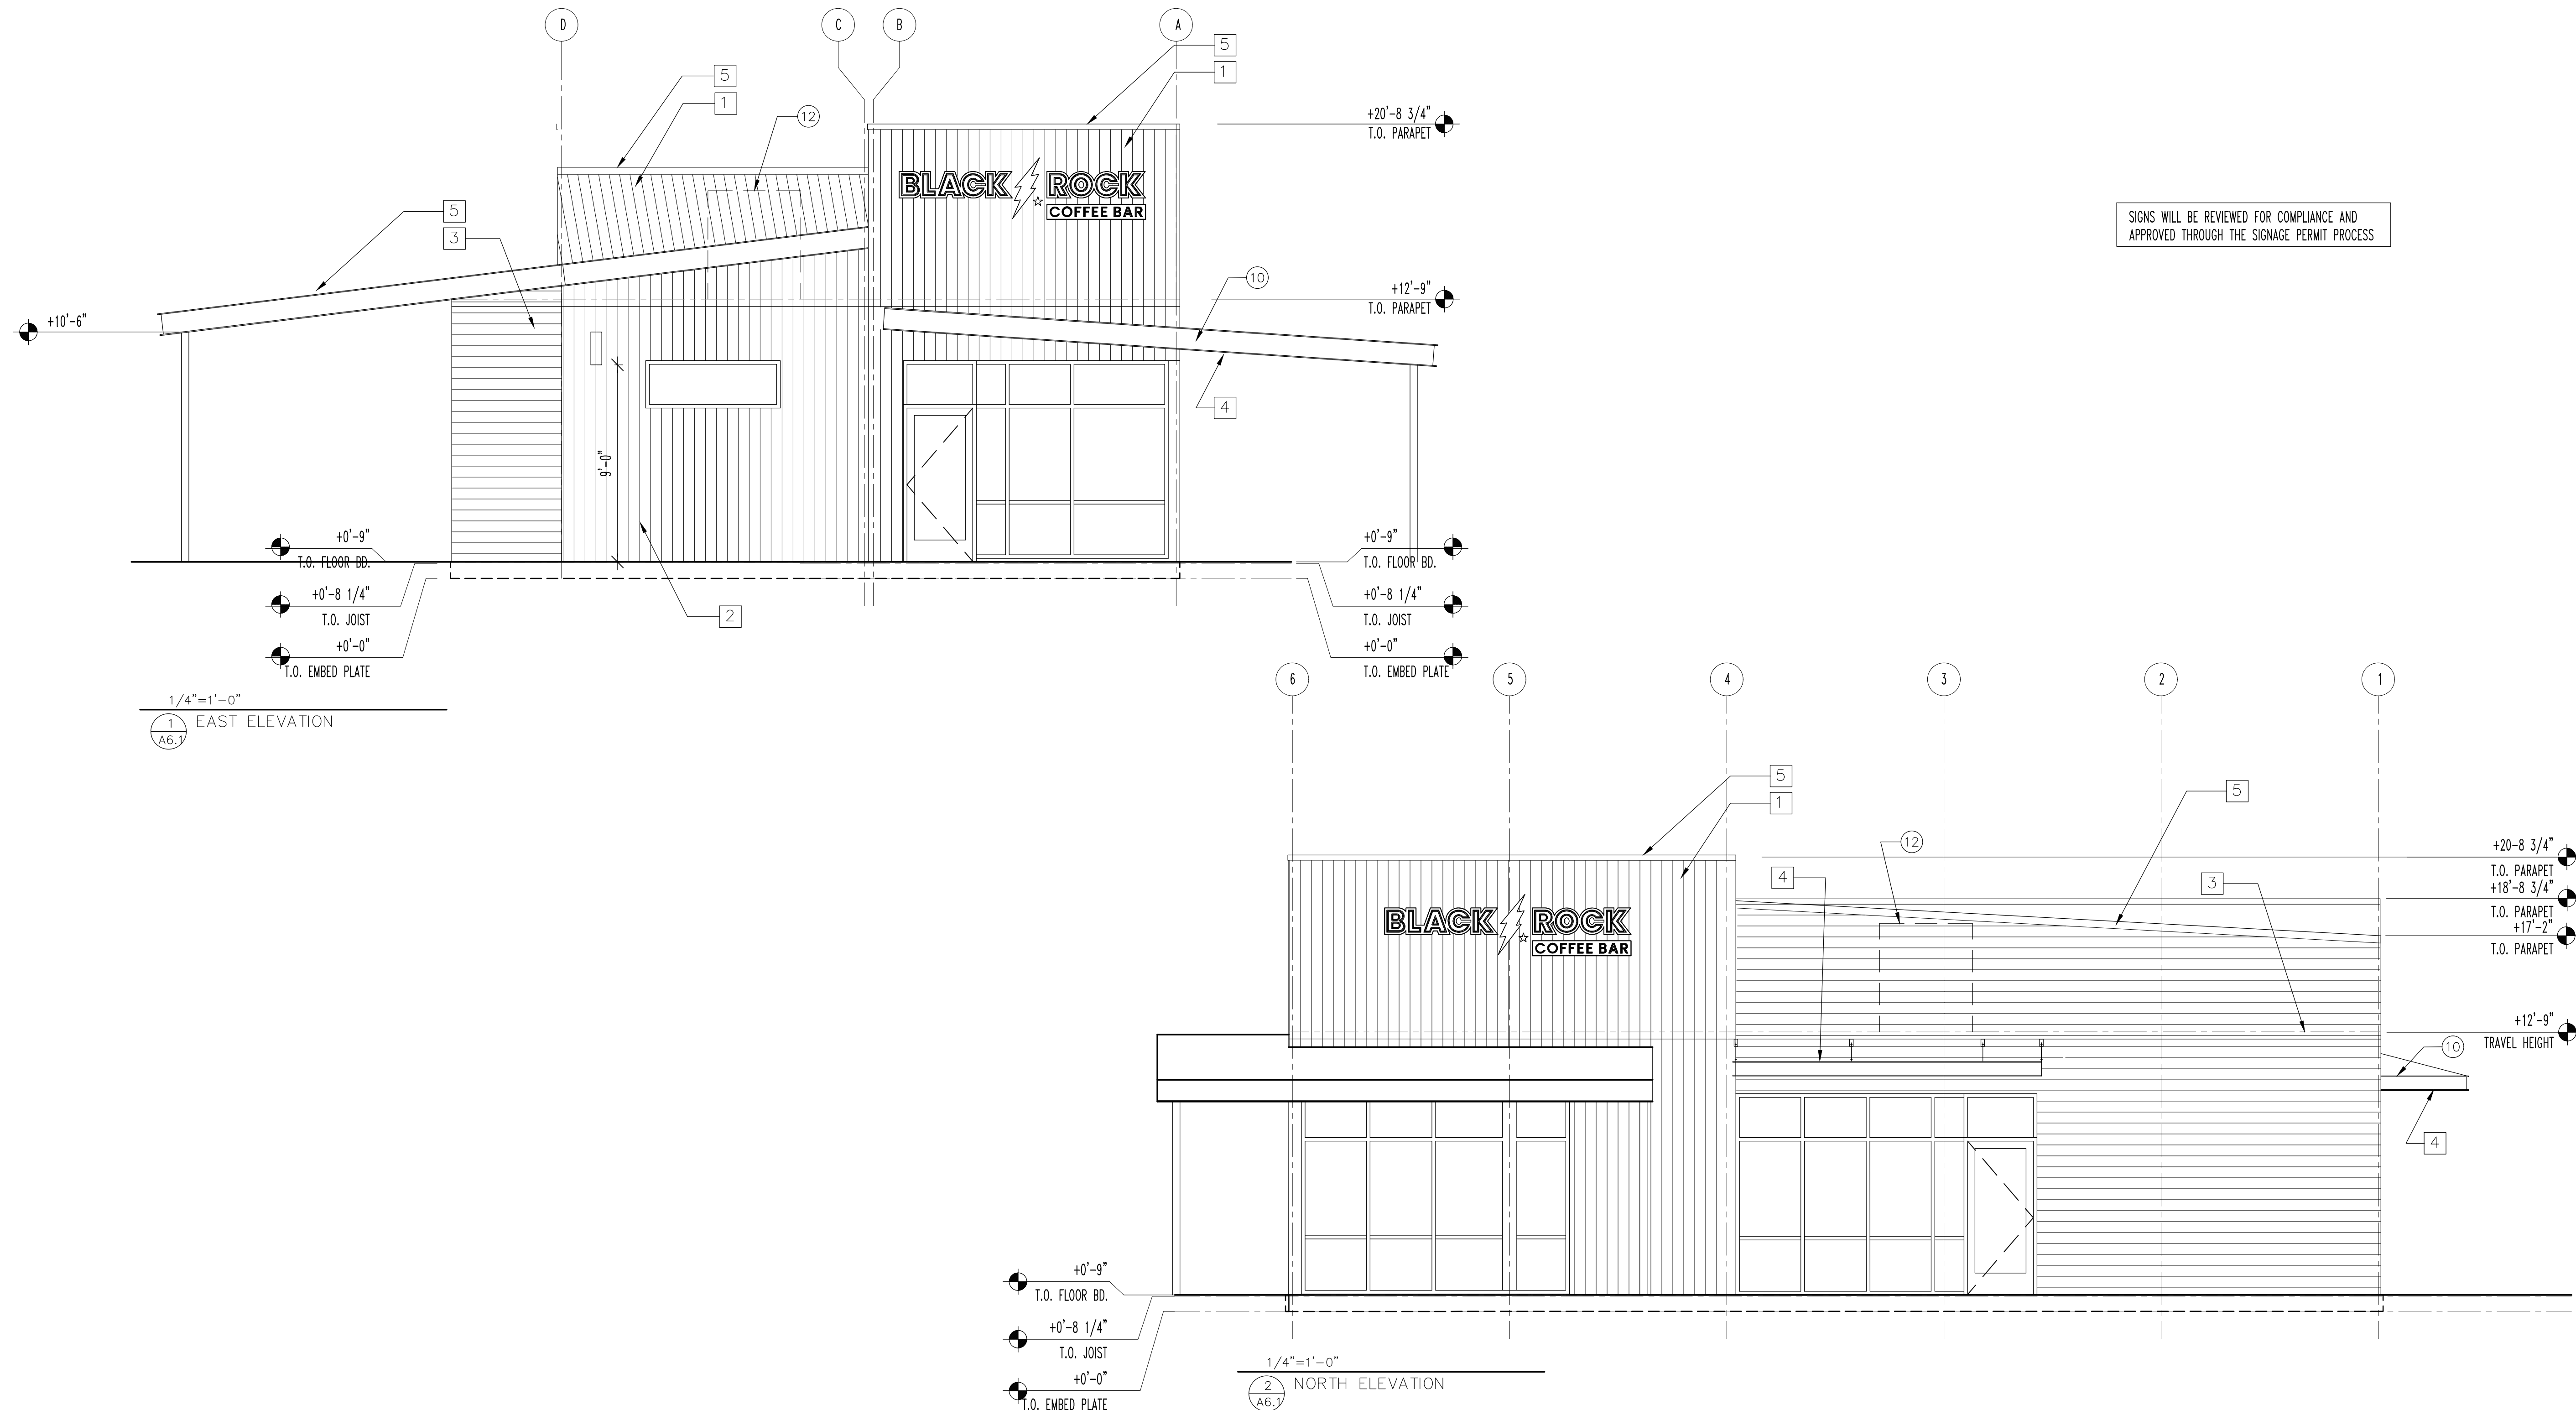 D
C
B
A
5
1
5
1
12
+20'-8 3/4"
T.O. PARAPET
BLACK ROCK
COFFEE BAR
SIGNS WILL BE REVIEWED FOR COMPLIANCE AND
APPROVED THROUGH THE SIGNAGE PERMIT PROCESS
5
3
10
+12'-9"
T.O. PARAPET
+10'-6"
4
9'-0"
+0'-9"
T.O. FLOOR BD.
+0'-8 1/4"
T.O. JOIST
+0'-0"
T.O. EMBED PLATE
2
+0'-9"
T.O. FLOOR BD.
+0'-8 1/4"
T.O. JOIST
+0'-0"
T.O. EMBED PLATE
1/4"=1'-0"
1
A6.1
EAST ELEVATION
6
5
4
3
2
1
5
1
5
12
4
3
+20-8 3/4"
T.O. PARAPET
+18'-8 3/4"
T.O. PARAPET
+17'-2"
T.O. PARAPET
BLACK ROCK
COFFEE BAR
+12'-9"
TRAVEL HEIGHT
10
4
+0'-9"
T.O. FLOOR BD.
+0'-8 1/4"
T.O. JOIST
+0'-0"
T.O. EMBED PLATE
1/4"=1'-0"
2
A6.1
NORTH ELEVATION